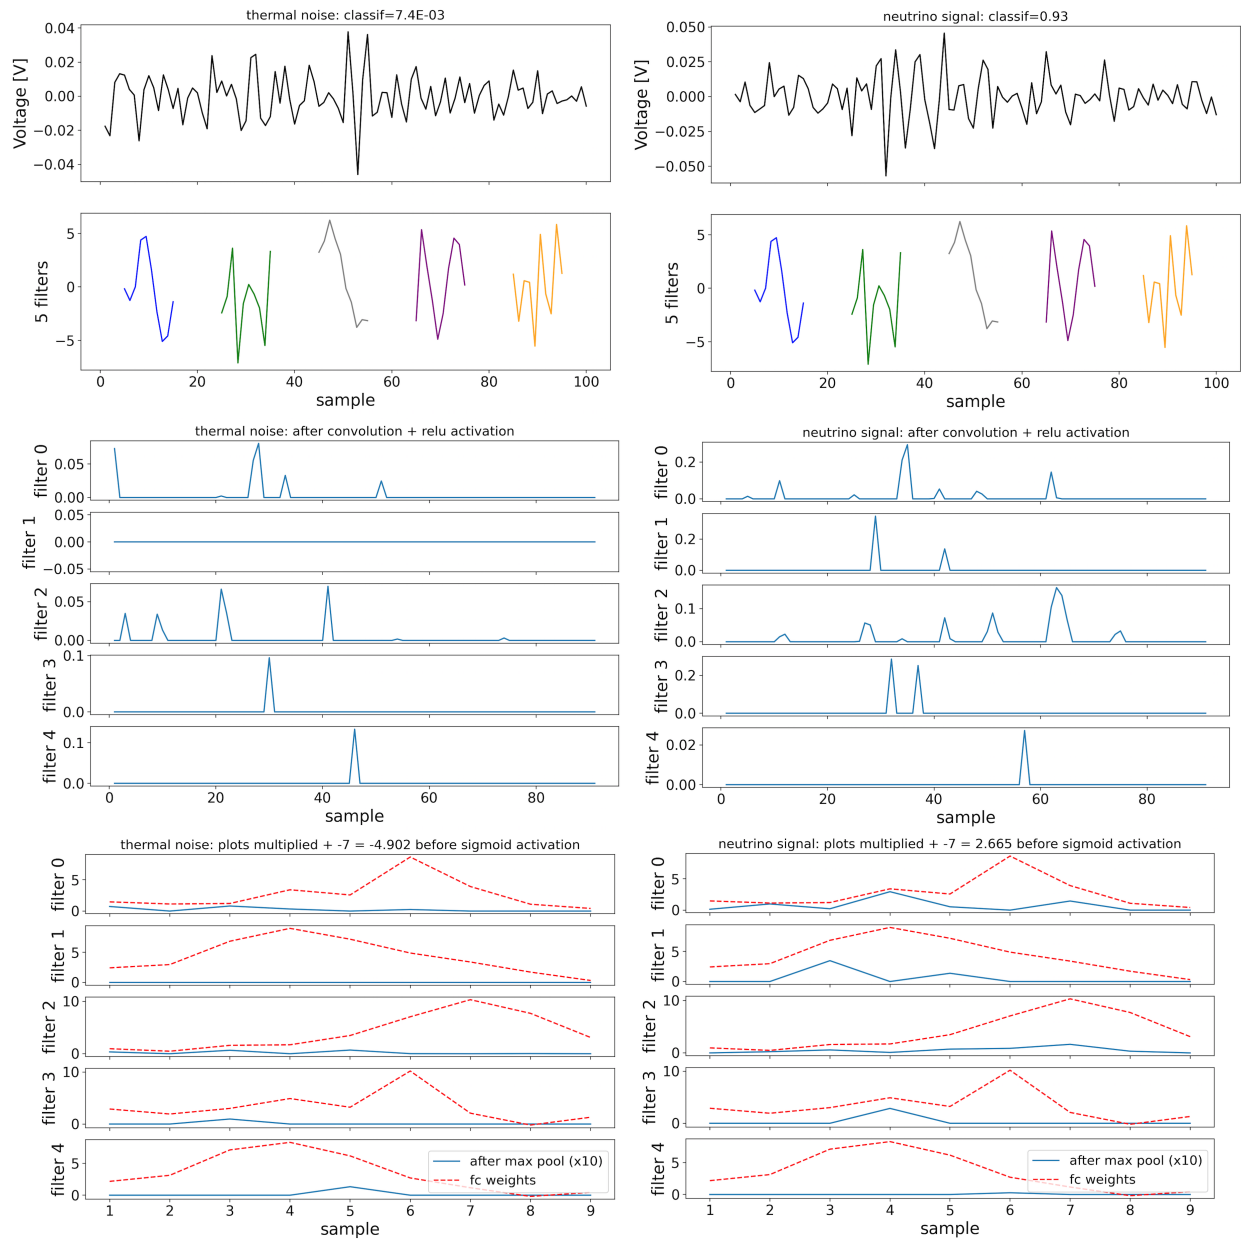 thermal noise: classif=7.4E-03
Voltage [V]
0.04
0.02
0.00
−0.02
−0.04
neutrino signal: classif=0.93
Voltage [V]
0.050
0.025
0.000
−0.025
−0.050
5 filters
5
0
−5
0 20 40 60 80 100
sample
5 filters
5
0
−5
0 20 40 60 80 100
sample
thermal noise: after convolution + relu activation
filter 0
0.05
0.00
filter 1
0.05
0.00
−0.05
filter 2
0.05
0.00
filter 3
0.1
0.0
filter 4
0.1
0.0
0 20 40 60 80
sample
neutrino signal: after convolution + relu activation
filter 0
0.2
0.0
filter 1
0.2
0.0
filter 2
0.1
0.0
filter 3
0.2
0.0
filter 4
0.02
0.00
0 20 40 60 80
sample
thermal noise: plots multiplied + -7 = -4.902 before sigmoid activation
filter 0
5
0
filter 1
5
0
filter 2
10
0
filter 3
10
0
filter 4
5
0
after max pool (x10)
fc weights
1 2 3 4 5 6 7 8 9
sample
neutrino signal: plots multiplied + -7 = 2.665 before sigmoid activation
filter 0
5
0
filter 1
5
0
filter 2
10
0
filter 3
10
0
filter 4
5
0
after max pool (x10)
fc weights
1 2 3 4 5 6 7 8 9
sample